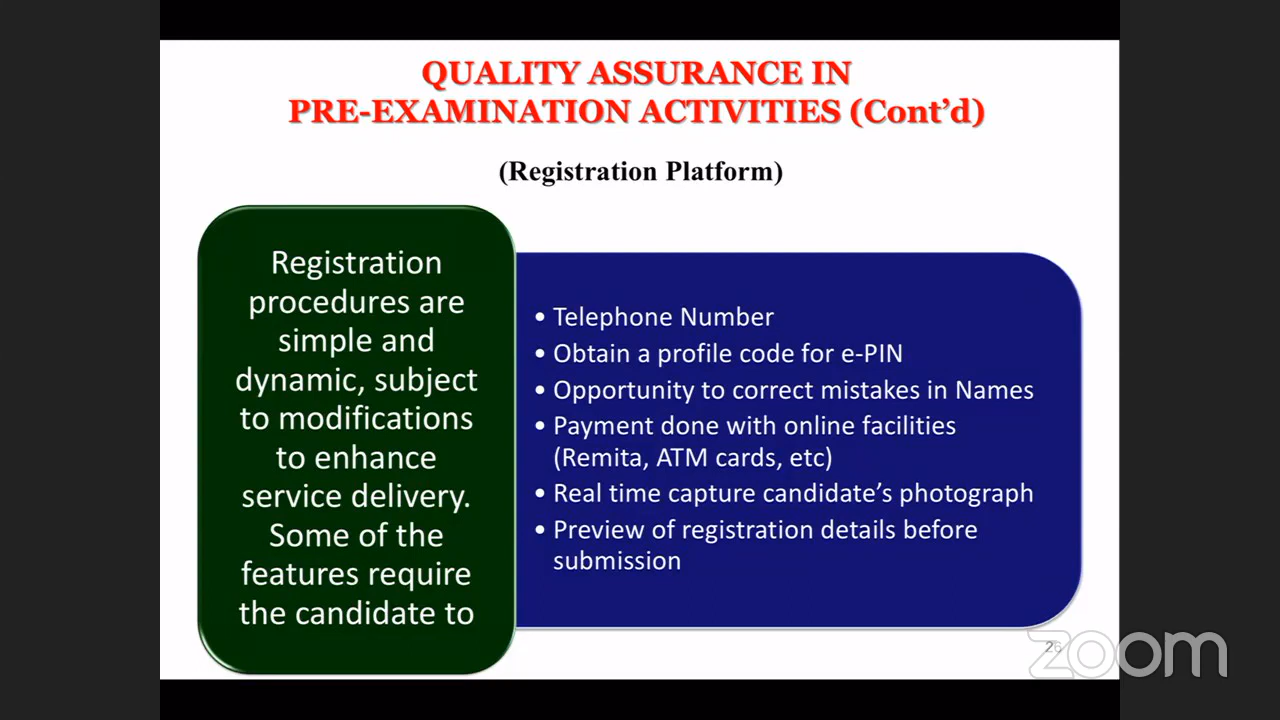 QUALITY ASSURANCE IN
PRE-EXAMINATION ACTIVITIES (Cont’d)
(Registration Platform)
Registration
procedures are
simple and
dynamic, subject
to modifications
to enhance
service delivery.
Some of the
features require
the candidate to
• Telephone Number
• Obtain a profile code for e-PIN
• Opportunity to correct mistakes in Names
• Payment done with online facilities
(Remita, ATM cards, etc)
• Real time capture candidate’s photograph
• Preview of registration details before
submission
26
zoom